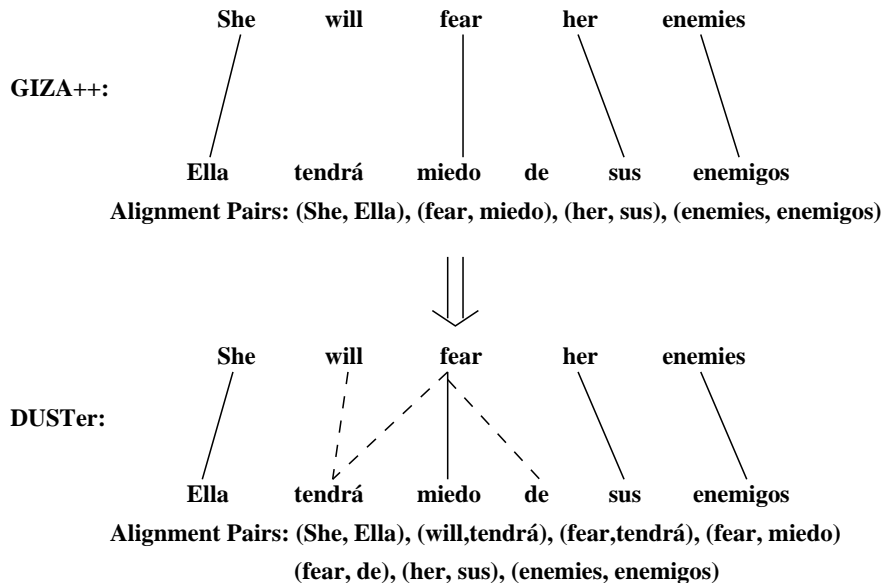 She will fear her enemies
GIZA++:
Ella tendrá miedo de sus enemigos
Alignment Pairs: (She, Ella), (fear, miedo), (her, sus), (enemies, enemigos)
She will fear her enemies
DUSTer:
Ella tendrá miedo de sus enemigos
Alignment Pairs: (She, Ella), (will,tendrá), (fear,tendrá), (fear, miedo)
(fear, de), (her, sus), (enemies, enemigos)